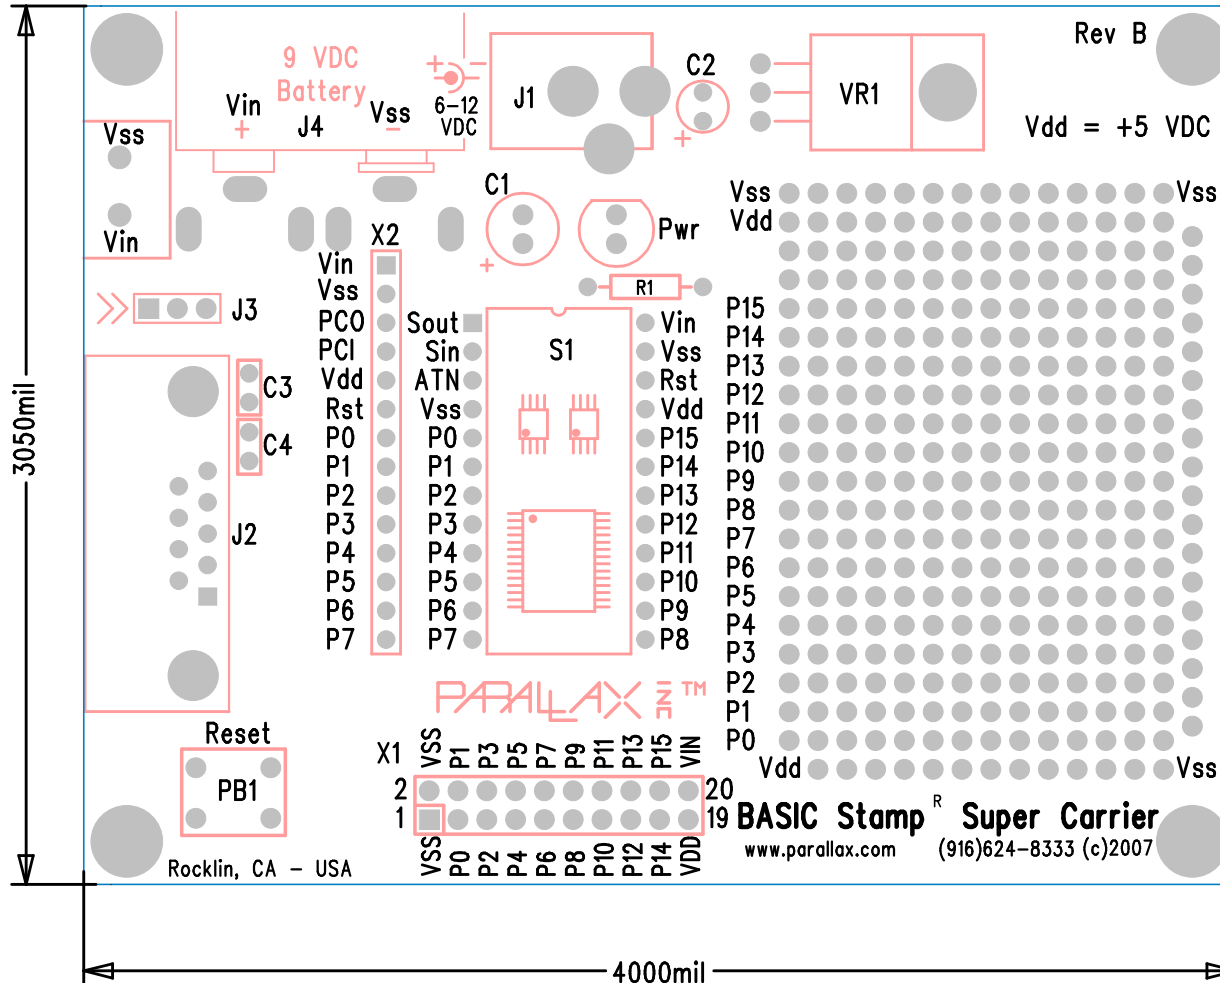 Rev B
9 VDC
Battery
C2
6-12
VDC
J1
VR1
Vin
+
J4
Vss
-
Vdd = +5 VDC
Vss
Vin
C1
Pwr
Vss
Vss
Vdd
X2
Vin
Vss
PCO
PCI
Vdd
Rst
P0
P1
P2
P3
P4
P5
P6
P7
J3
C3
C4
J2
R1
S1
Sout
Sin
ATN
Vss
P0
P1
P2
P3
P4
P5
P6
P7
Vin
Vss
Rst
Vdd
P15
P14
P13
P12
P11
P10
P9
P8
P15
P14
P13
P12
P11
P10
P9
P8
P7
P6
P5
P4
P3
P2
P1
P0
Vdd
Vss
3050mil
PARALLAX INC ™
Reset
PB1
X1
VSS P1 P3 P5 P7 P9 P11 P13 P15 VIN
2 20
1 19
VSS P0 P2 P4 P6 P8 P10 P12 P14 VDD
BASIC Stamp R Super Carrier
www.parallax.com (916)624-8333 (c)2007
Rocklin, CA - USA
4000mil